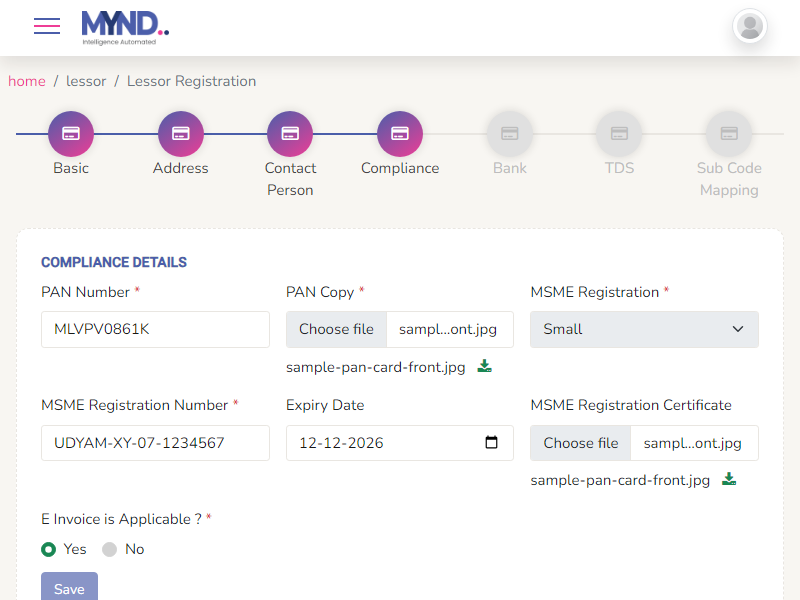 MYND..
Intelligence Automated
home / lessor / Lessor Registration
Basic
Address
Contact Person
Compliance
Bank
TDS
Sub Code Mapping
COMPLIANCE DETAILS
PAN Number *
PAN Copy *
MSME Registration *
MLVPV0861K
Choose file sampl...ont.jpg
Small
sample-pan-card-front.jpg
MSME Registration Number *
Expiry Date
MSME Registration Certificate
UDYAM-XY-07-1234567
12-12-2026
Choose file sampl...ont.jpg
sample-pan-card-front.jpg
E Invoice is Applicable ? *
Yes No
Save